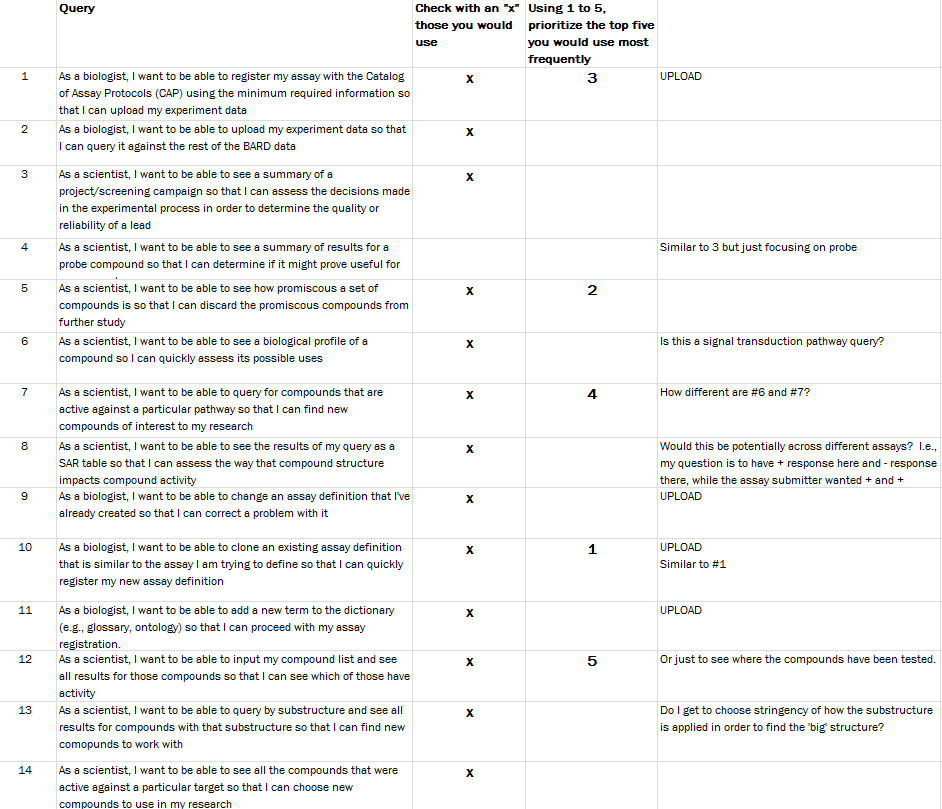 Query
Check with an "x" those you would use
Using 1 to 5, prioritize the top five you would use most frequently
1
As a biologist, I want to be able to register my assay with the Catalog
of Assay Protocols (CAP) using the minimum required information so
that I can upload my experiment data
x
3
UPLOAD
2
As a biologist, I want to be able to upload my experiment data so that
I can query it against the rest of the BARD data
x
3
As a scientist, I want to be able to see a summary of a
project/screening campaign so that I can assess the decisions made
in the experimental process in order to determine the quality or
reliability of a lead
x
4
As a scientist, I want to be able to see a summary of results for a
probe compound so that I can determine if it might prove useful for
Similar to 3 but just focusing on probe
5
As a scientist, I want to be able to see how promiscous a set of
compounds is so that I can discard the promiscous compounds from
further study
x
2
6
As a scientist, I want to be able to see a biological profile of a
compound so I can quickly assess its possible uses
x
Is this a signal transduction pathway query?
7
As a scientist, I want to be able to query for compounds that are
active against a particular pathway so that I can find new
compounds of interest to my research
x
4
How different are #6 and #7?
8
As a scientist, I want to be able to see the results of my query as a
SAR table so that I can assess the way that compound structure
impacts compound activity
x
Would this be potentially across different assays? I.e.,
my question is to have + response here and - response
there, while the assay submitter wanted + and +
9
As a biologist, I want to be able to change an assay definition that I've
already created so that I can correct a problem with it
x
UPLOAD
10
As a biologist, I want to be able to clone an existing assay definition
that is similar to the assay I am trying to define so that I can quickly
register my new assay definition
x
1
UPLOAD
Similar to #1
11
As a biologist, I want to be able to add a new term to the dictionary
(e.g., glossary, ontology) so that I can proceed with my assay
registration.
x
UPLOAD
12
As a scientist, I want to be able to input my compound list and see
all results for those compounds so that I can see which of those have
activity
x
5
Or just to see where the compounds have been tested.
13
As a scientist, I want to be able to query by substructure and see all
results for compounds with that substructure so that I can find new
comopunds to work with
x
Do I get to choose stringency of how the substructure
is applied in order to find the 'big' structure?
14
As a scientist, I want to be able to see all the compounds that were
active against a particular target so that I can choose new
compounds to use in my research
x